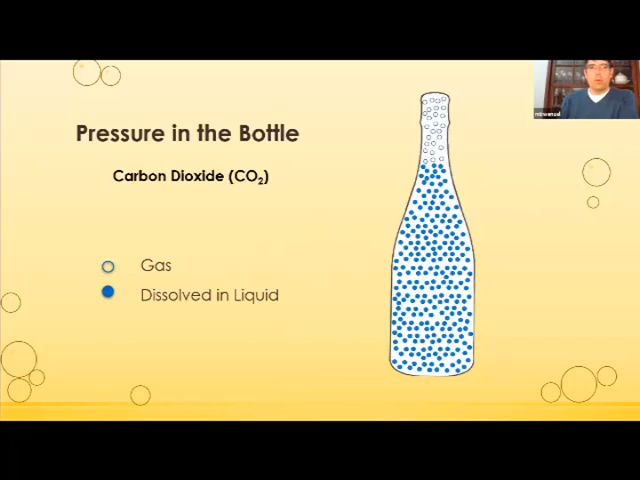 Pressure in the Bottle
Carbon Dioxide (CO₂)
Gas
Dissolved in Liquid